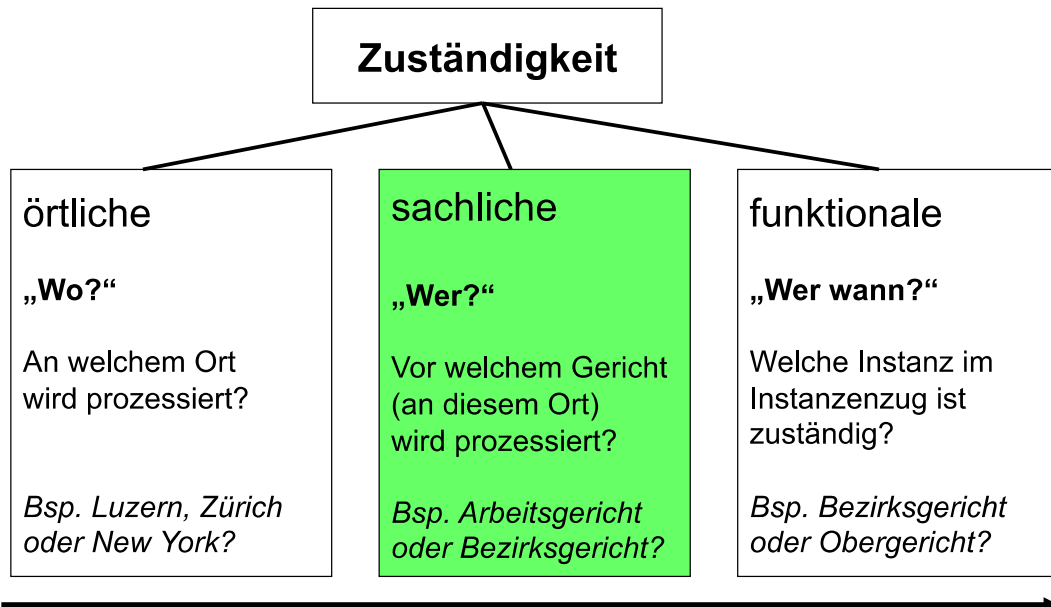 Zuständigkeit
örtliche
„Wo?“
An welchem Ort
wird prozessiert?
Bsp. Luzern, Zürich
oder New York?
sachliche
„Wer?“
Vor welchem Gericht
(an diesem Ort)
wird prozessiert?
Bsp. Arbeitsgericht
oder Bezirksgericht?
funktionale
„Wer wann?“
Welche Instanz im
Instanzenzug ist
zuständig?
Bsp. Bezirksgericht
oder Obergericht?